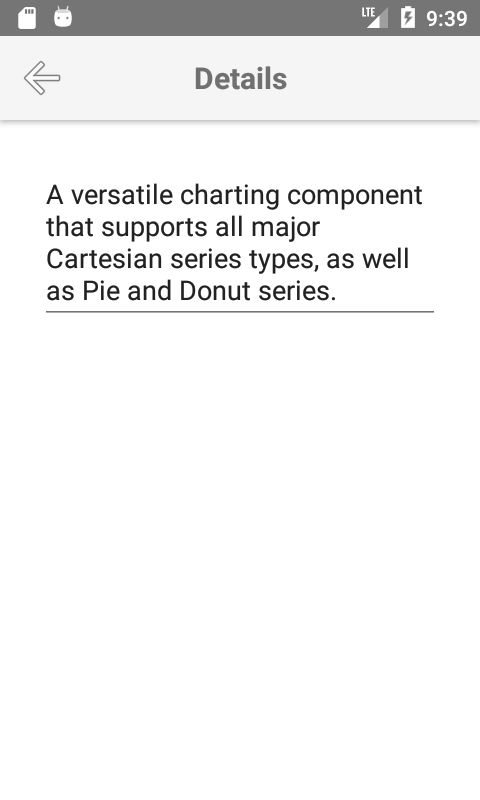 LTE 9:39
Details
A versatile charting component
that supports all major
Cartesian series types, as well
as Pie and Donut series.